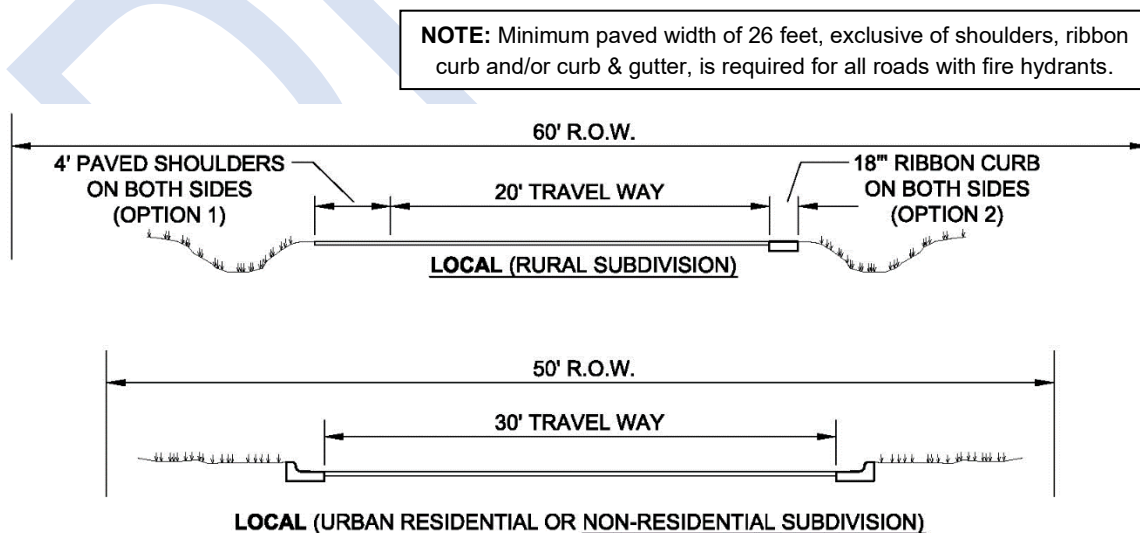 NOTE: Minimum paved width of 26 feet, exclusive of shoulders, ribbon
curb and/or curb & gutter, is required for all roads with fire hydrants.
60' R.O.W.
4' PAVED SHOULDERS
ON BOTH SIDES
(OPTION 1)
20' TRAVEL WAY
18"' RIBBON CURB
ON BOTH SIDES
(OPTION 2)
LOCAL (RURAL SUBDIVISION)
50' R.O.W.
30' TRAVEL WAY
LOCAL (URBAN RESIDENTIAL OR NON-RESIDENTIAL SUBDIVISION)